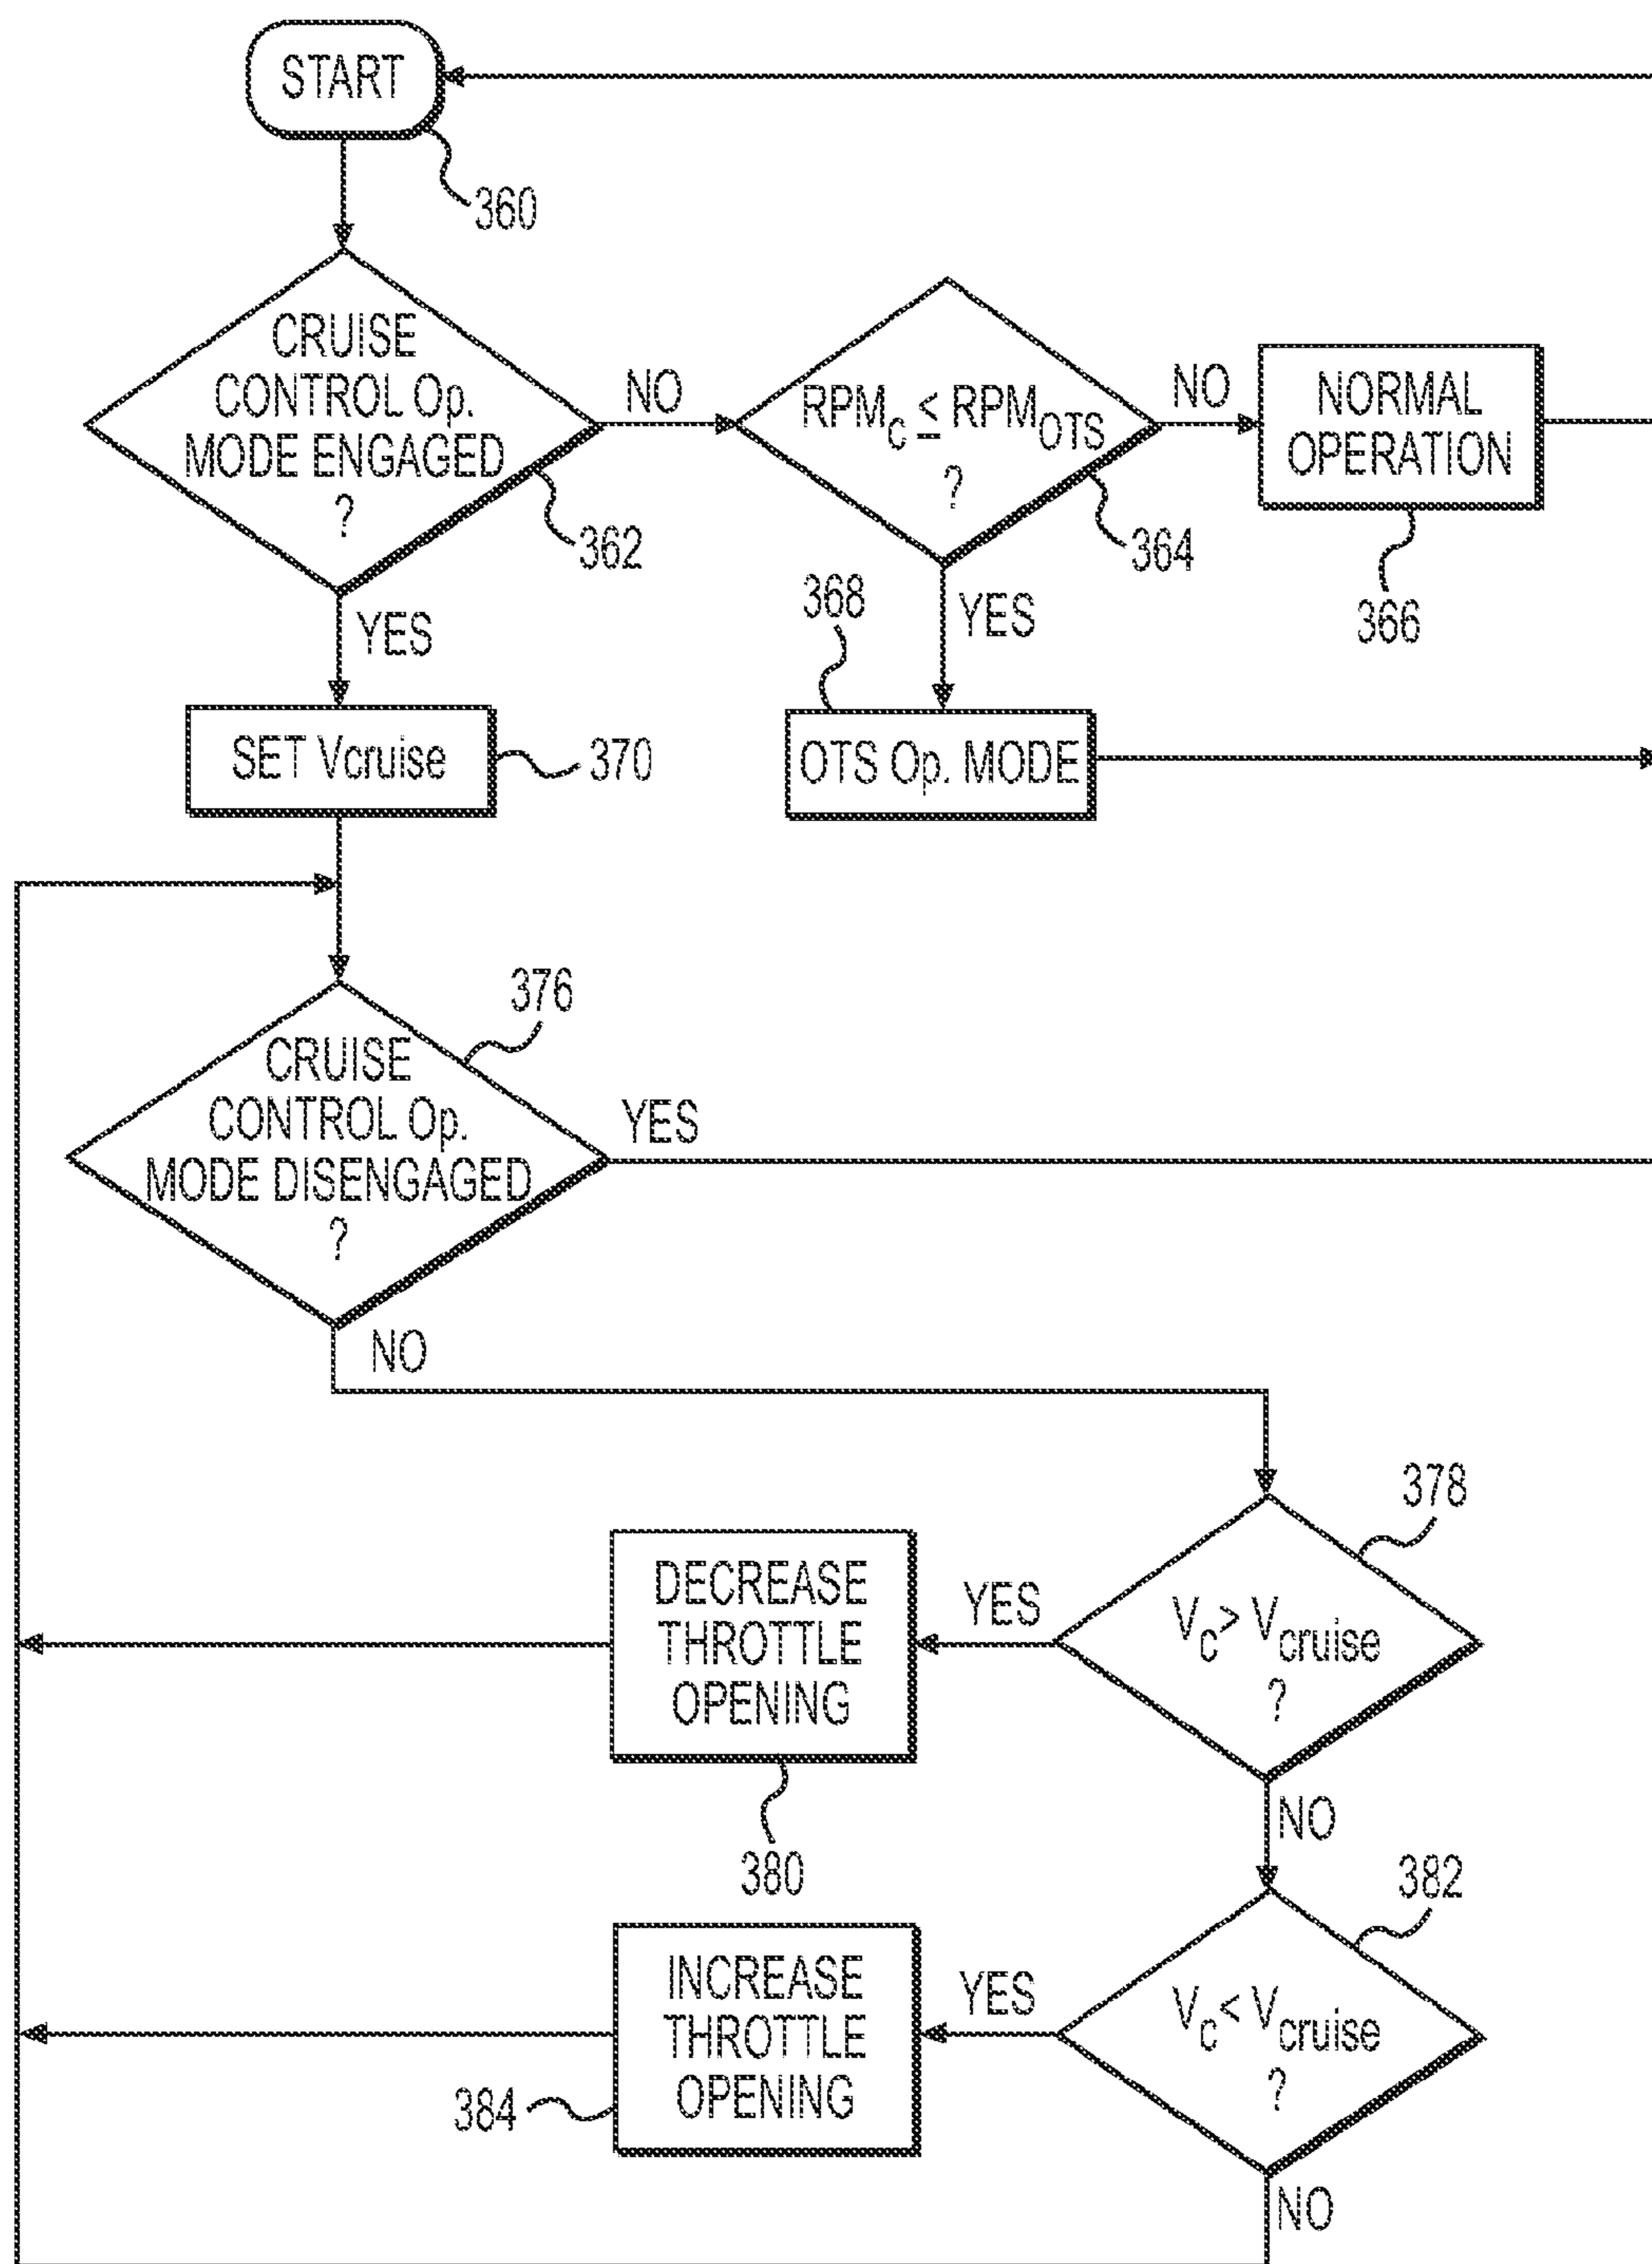 START
360
CRUISE
CONTROL Op.
MODE ENGAGED
?
362
NO
RPMC ≤ RPMOTS
?
364
NO
NORMAL
OPERATION
366
YES
368
YES
SET Vcruise
370
OTS Op. MODE
376
CRUISE
CONTROL Op.
MODE DISENGAGED
?
YES
NO
378
VC> Vcruise
?
YES
DECREASE
THROTTLE
OPENING
380
NO
382
VC< Vcruise
?
YES
INCREASE
THROTTLE
OPENING
384
NO